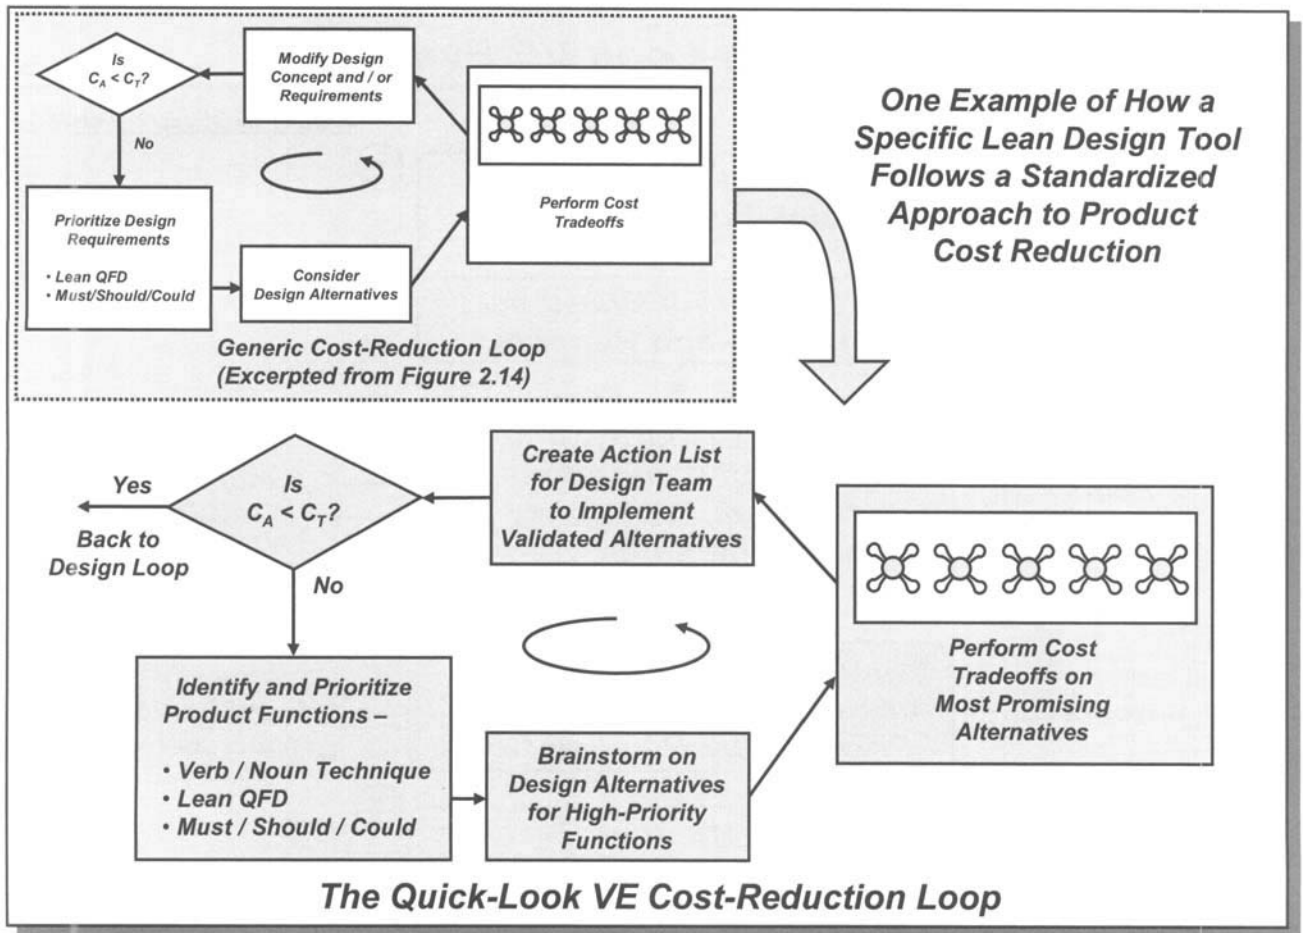 Is
C_A < C_T?
Modify Design
Concept and / or
Requirements
No
Perform Cost
Tradeoffs
Prioritize Design
Requirements
• Lean QFD
• Must/Should/Could
Consider
Design Alternatives
Generic Cost-Reduction Loop
(Excerpted from Figure 2.14)
One Example of How a
Specific Lean Design Tool
Follows a Standardized
Approach to Product
Cost Reduction
Yes
Back to
Design Loop
Is
C_A < C_T?
No
Create Action List
for Design Team
to Implement
Validated Alternatives
Perform Cost
Tradeoffs on
Most Promising
Alternatives
Identify and Prioritize
Product Functions –
• Verb / Noun Technique
• Lean QFD
• Must / Should / Could
Brainstorm on
Design Alternatives
for High-Priority
Functions
The Quick-Look VE Cost-Reduction Loop